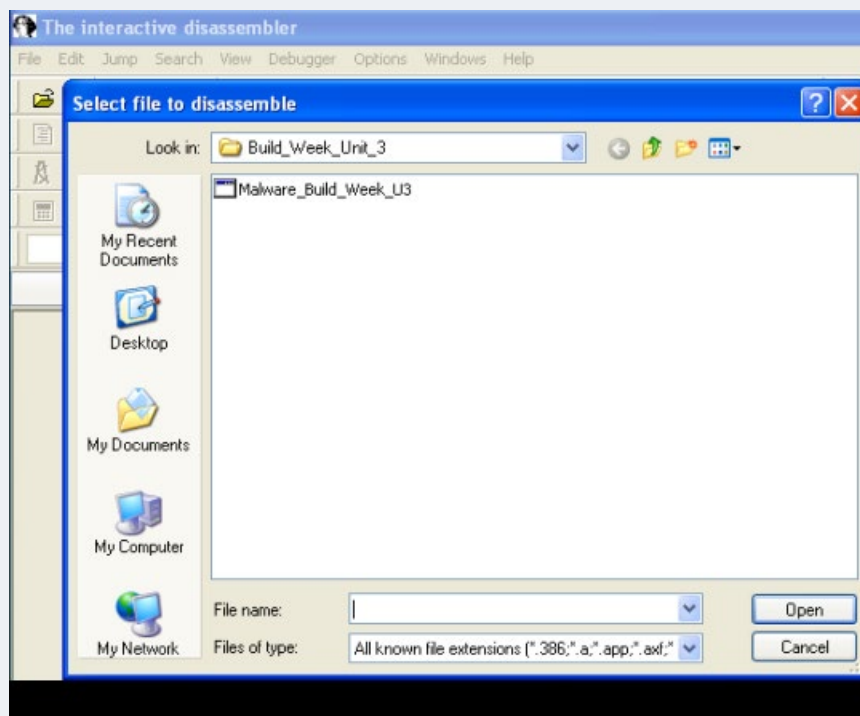 The interactive disassembler
File Edit Jump Search View Debugger Options Windows Help
Select file to disassemble
Look in: Build_Week_Unit_3
Malware_Build_Week_U3
My Recent
Documents
Desktop
My Documents
My Computer
My Network
File name: Open
Files of type: All known file extensions (*.386;*.a;*.app;*.axf;* Cancel